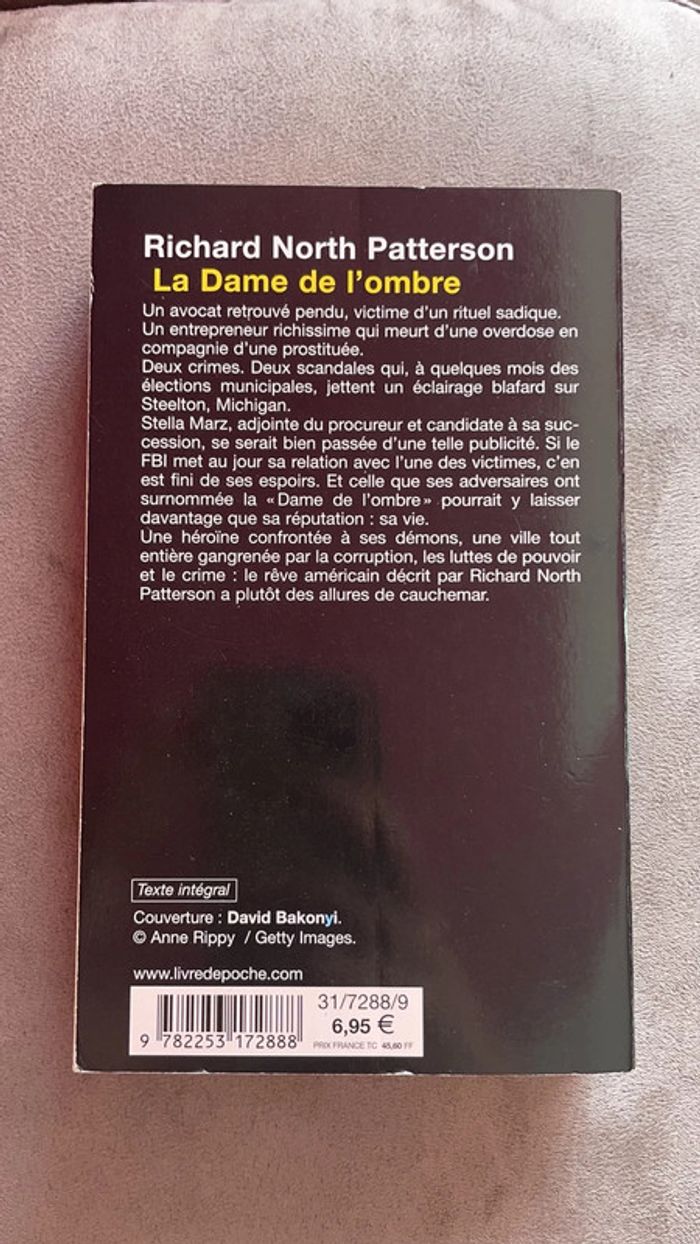 Richard North Patterson
La Dame de l'ombre
Un avocat retrouvé pendu, victime d'un rituel sadique.
Un entrepreneur richissime qui meurt d'une overdose en
compagnie d'une prostituée.
Deux crimes. Deux scandales qui, à quelques mois des
élections municipales, jettent un éclairage blafard sur
Steelton, Michigan.
Stella Marz, adjointe du procureur et candidate à sa suc-
cession, se serait bien passée d'une telle publicité. Si le
FBI met au jour sa relation avec l'une des victimes, c'en
est fini de ses espoirs. Et celle que ses adversaires ont
surnommée la «Dame de l'ombre» pourrait y laisser
davantage que sa réputation : sa vie.
Une héroïne confrontée à ses démons, une ville tout
entière gangrenée par la corruption, les luttes de pouvoir
et le crime : le rêve américain décrit par Richard North
Patterson a plutôt des allures de cauchemar.
Texte intégral
Couverture : David Bakonyi.
© Anne Rippy / Getty Images.
www.livredepoche.com
31/7288/9
6,95 €
PRIX FRANCE TC 45,60 FF
9 782253 172888